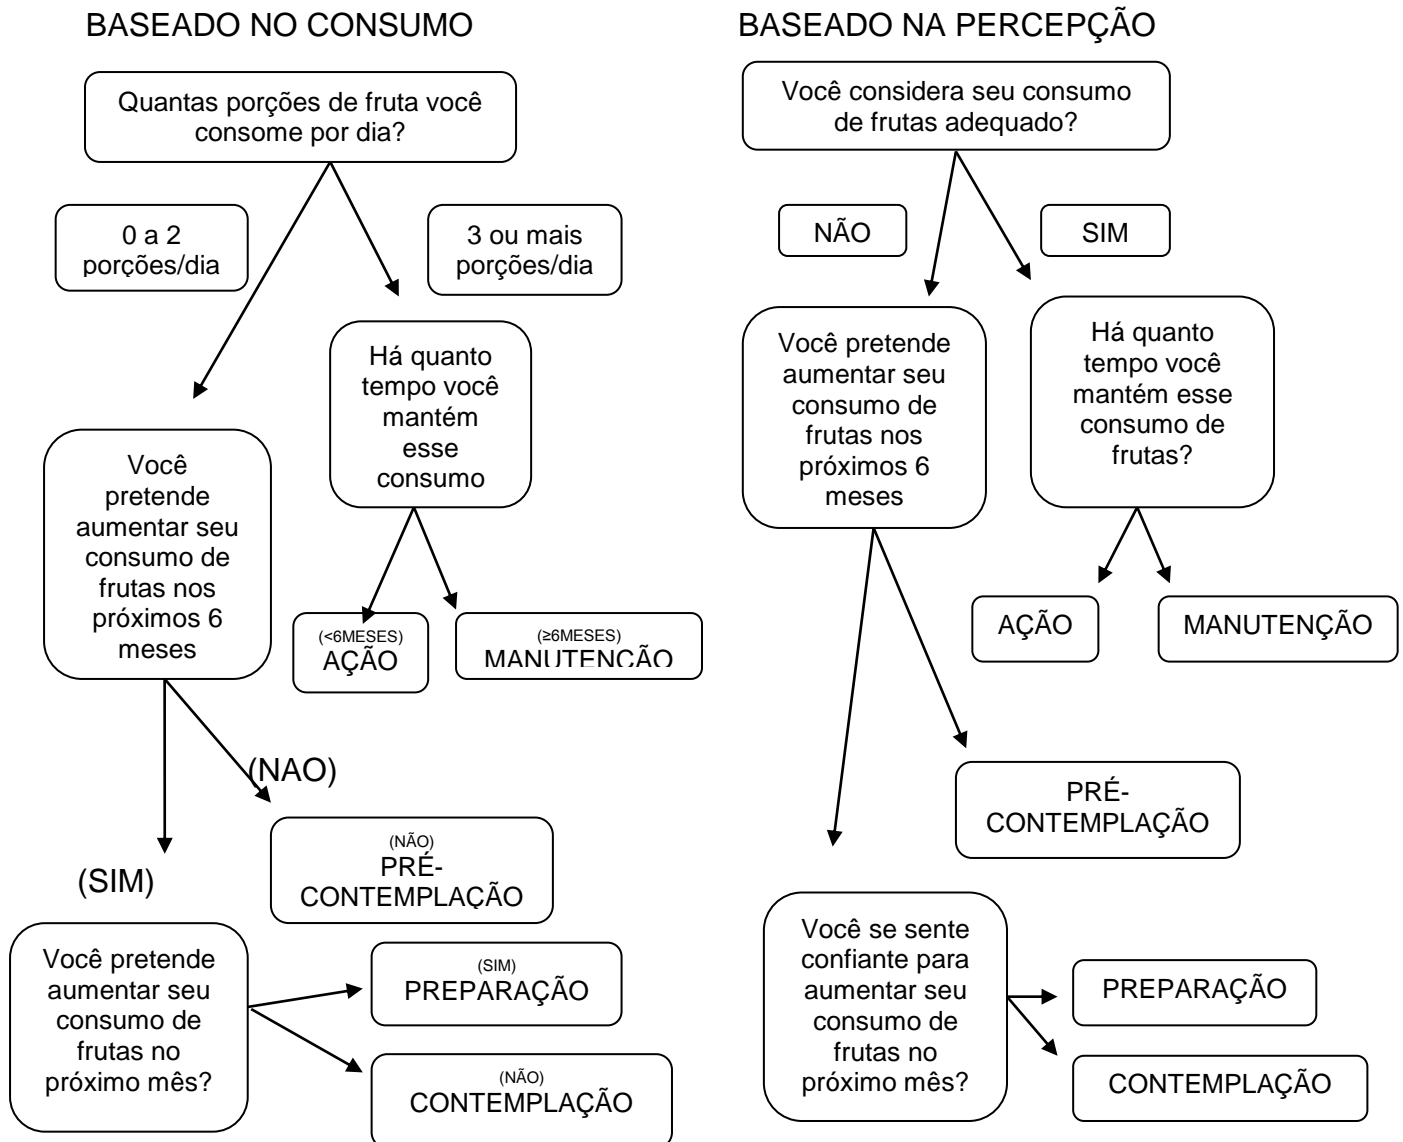 BASEADO NO CONSUMO
Quantas porções de fruta você
consome por dia?
0 a 2
porções/dia
3 ou mais
porções/dia
Há quanto
tempo você
mantém
esse
consumo
Você
pretende
aumentar seu
consumo de
frutas nos
próximos 6
meses
(<6MESES)
AÇÃO
(≥6MESES)
MANUTENÇÃO
(NAO)
(NÃO)
PRÉ-
CONTEMPLAÇÃO
(SIM)
Você pretende
aumentar seu
consumo de
frutas no
próximo mês?
(SIM)
PREPARAÇÃO
(NÃO)
CONTEMPLAÇÃO
BASEADO NA PERCEPÇÃO
Você considera seu consumo
de frutas adequado?
NÃO
SIM
Você pretende
aumentar seu
consumo de
frutas nos
próximos 6
meses
Há quanto
tempo você
mantém esse
consumo de
frutas?
AÇÃO
MANUTENÇÃO
PRÉ-
CONTEMPLAÇÃO
Você se sente
confiante para
aumentar seu
consumo de
frutas no
próximo mês?
PREPARAÇÃO
CONTEMPLAÇÃO